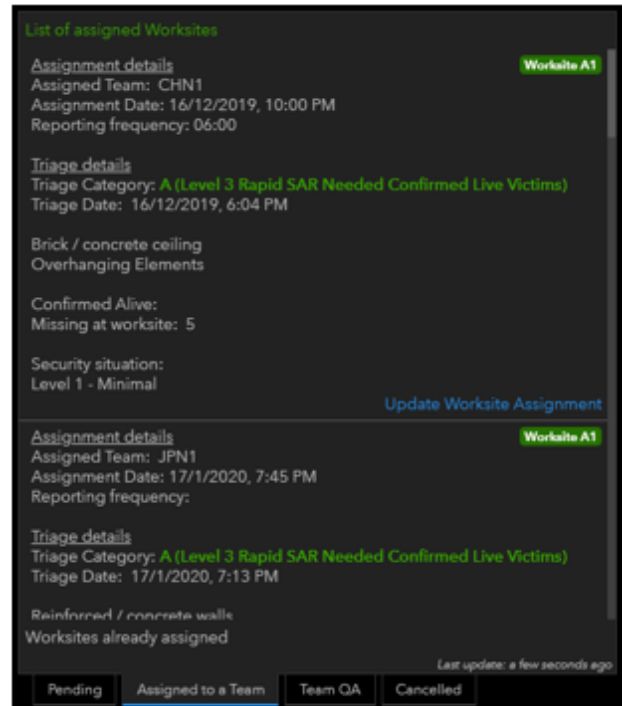 List of assigned Worksites
Assignment details
Worksite A1
Assigned Team: CHN1
Assignment Date: 16/12/2019, 10:00 PM
Reporting frequency: 06:00
Triage details
Triage Category: A (Level 3 Rapid SAR Needed Confirmed Live Victims)
Triage Date: 16/12/2019, 6:04 PM
Brick / concrete ceiling
Overhanging Elements
Confirmed Alive:
Missing at worksite: 5
Security situation:
Level 1 - Minimal
Update Worksite Assignment
Assignment details
Worksite A1
Assigned Team: JPN1
Assignment Date: 17/1/2020, 7:45 PM
Reporting frequency:
Triage details
Triage Category: A (Level 3 Rapid SAR Needed Confirmed Live Victims)
Triage Date: 17/1/2020, 7:13 PM
Reinforced / concrete walls
Worksites already assigned
Last update: a few seconds ago
Pending Assigned to a Team Team QA Cancelled